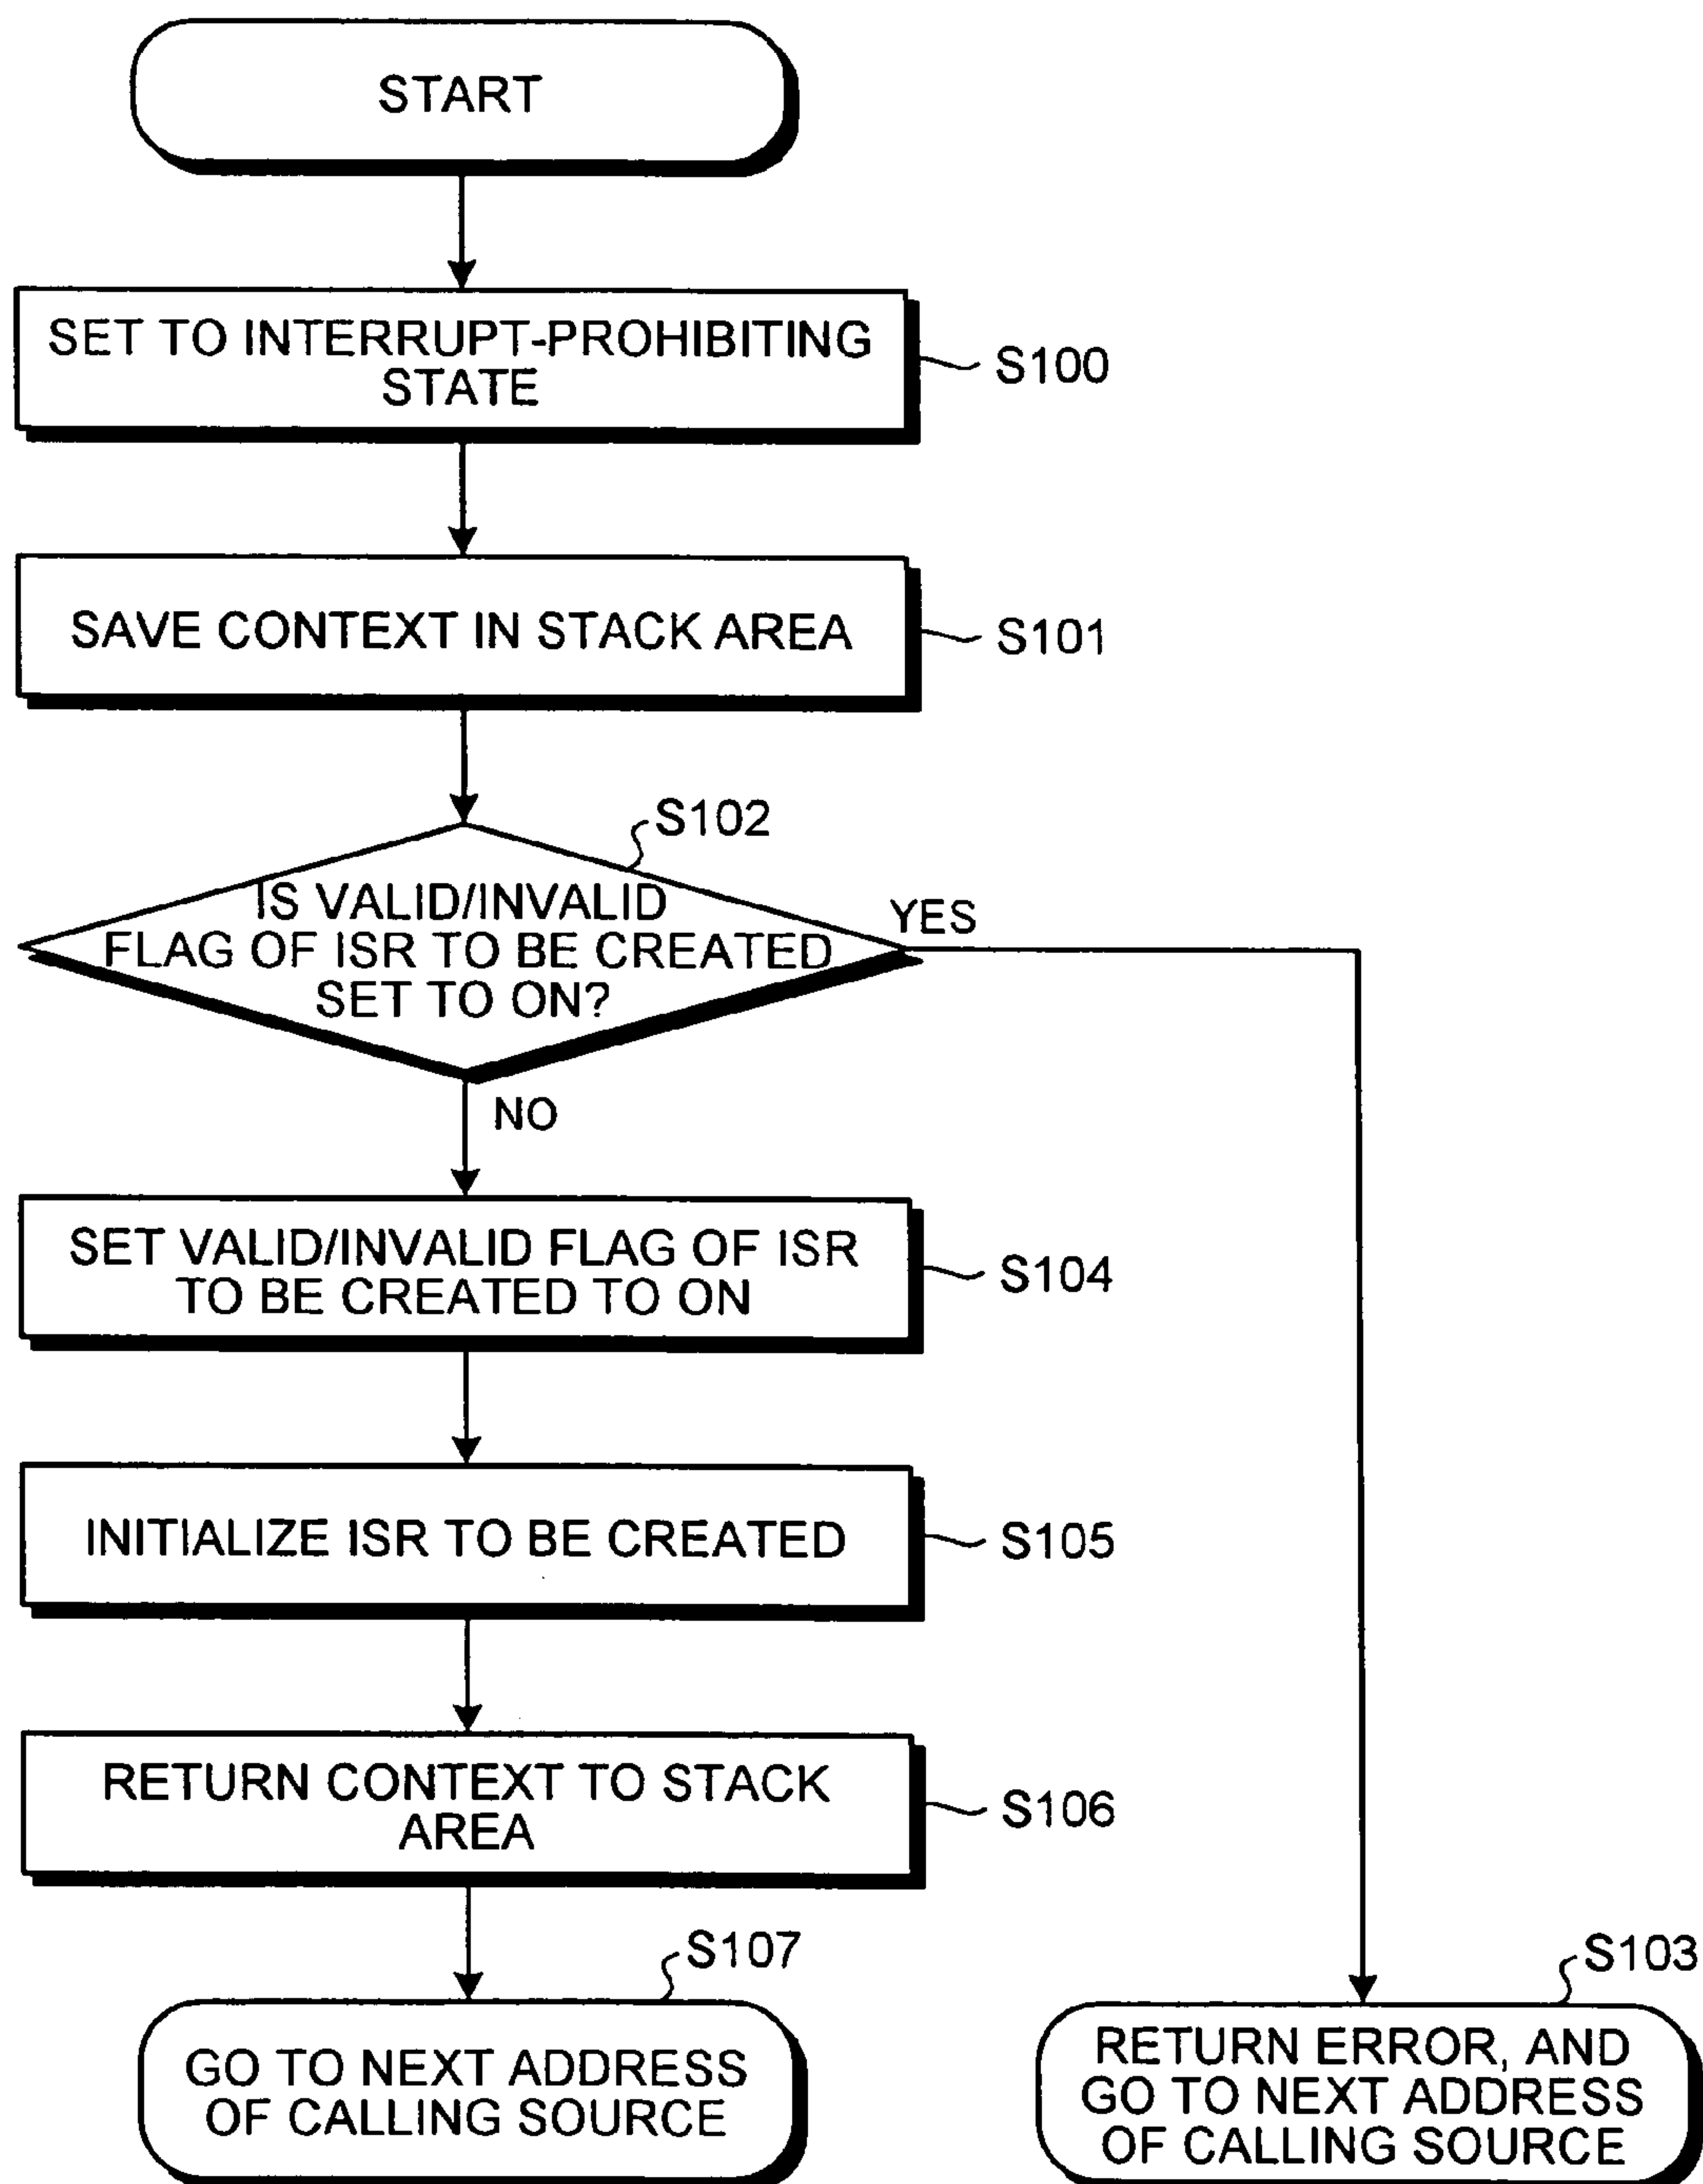 START
SET TO INTERRUPT-PROHIBITING
STATE
S100
SAVE CONTEXT IN STACK AREA
S101
S102
IS VALID/INVALID
FLAG OF ISR TO BE CREATED
SET TO ON?
YES
NO
SET VALID/INVALID FLAG OF ISR
TO BE CREATED TO ON
S104
INITIALIZE ISR TO BE CREATED
S105
RETURN CONTEXT TO STACK
AREA
S106
S107
GO TO NEXT ADDRESS
OF CALLING SOURCE
S103
RETURN ERROR, AND
GO TO NEXT ADDRESS
OF CALLING SOURCE